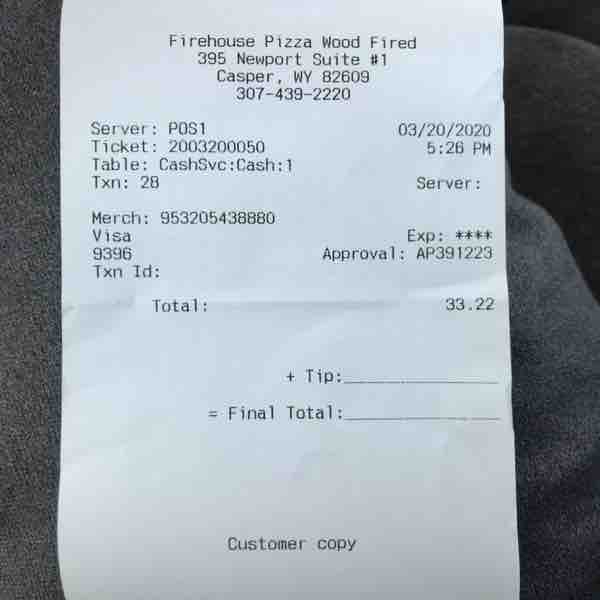 Firehouse Pizza Wood Fired
395 Newport Suite #1
Casper, WY 82609
307-439-2220
Server: POS1 03/20/2020
Ticket: 2003200050 5:26 PM
Table: CashSvc:Cash:1
Txn: 28 Server:
Merch: 953205438880
Visa Exp: ****
9396 Approval: AP391223
Txn Id:
Total: 33.22
+ Tip:
= Final Total:
Customer copy